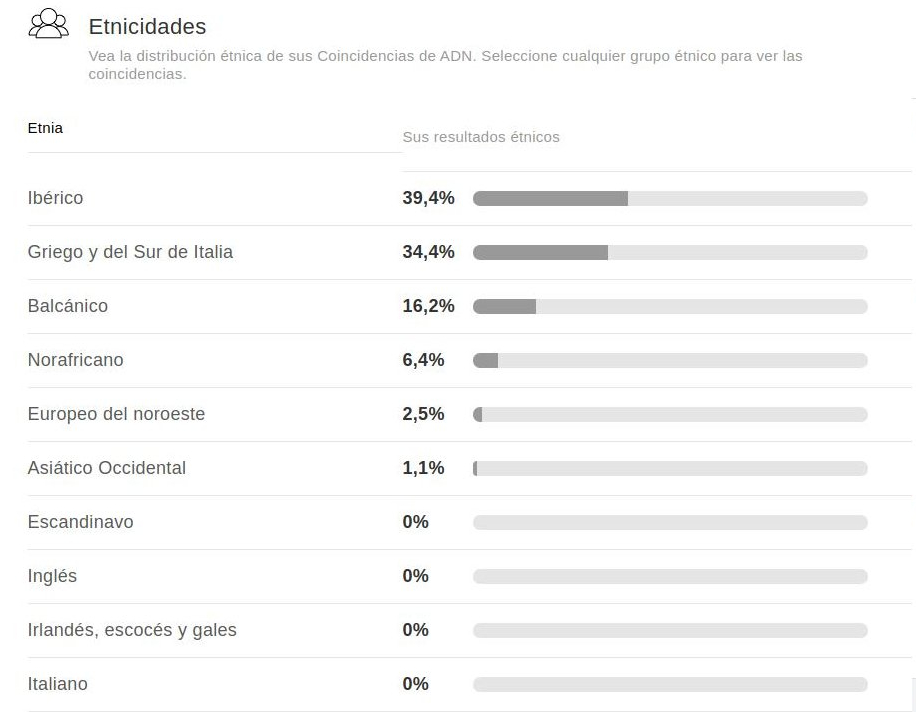 Etnicidades
Vea la distribución étnica de sus Coincidencias de ADN. Seleccione cualquier grupo étnico para ver las
coincidencias.
Etnia
Sus resultados étnicos
Ibérico 39,4%
Griego y del Sur de Italia 34,4%
Balcánico 16,2%
Norafricano 6,4%
Europeo del noroeste 2,5%
Asiático Occidental 1,1%
Escandinavo 0%
Inglés 0%
Irlandés, escocés y gales 0%
Italiano 0%